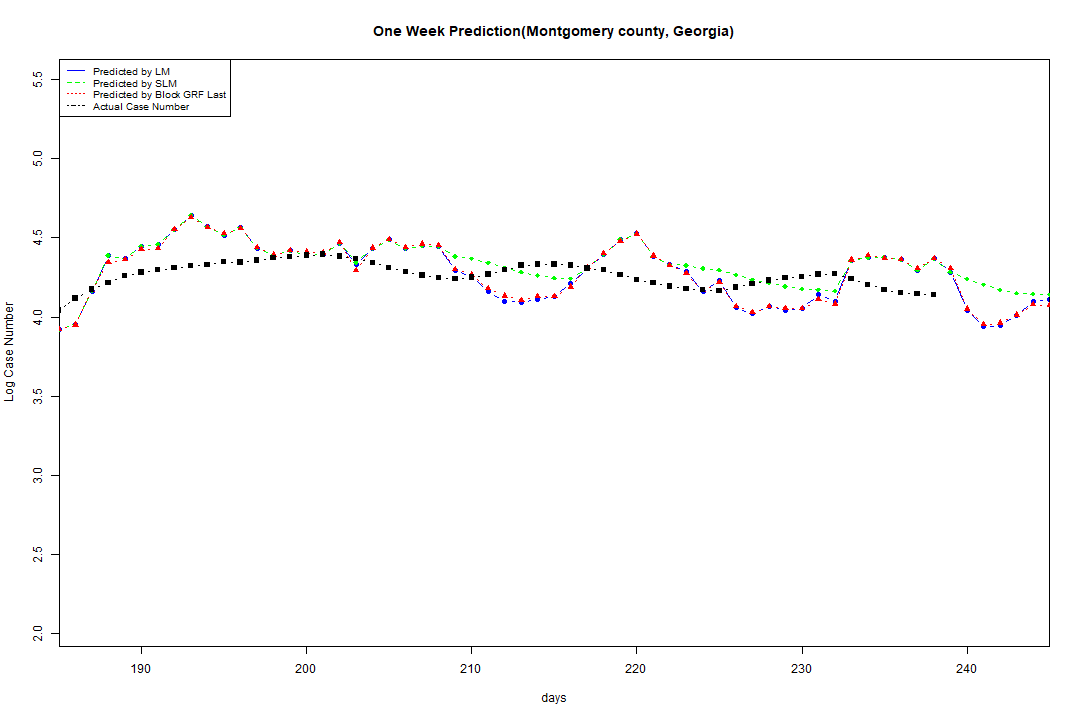 One Week Prediction(Montgomery county, Georgia)
Predicted by LM
Predicted by SLM
Predicted by Block GRF Last
Actual Case Number
5.5
5.0
4.5
4.0
3.5
3.0
2.5
2.0
Log Case Number
190 200 210 220 230 240
days